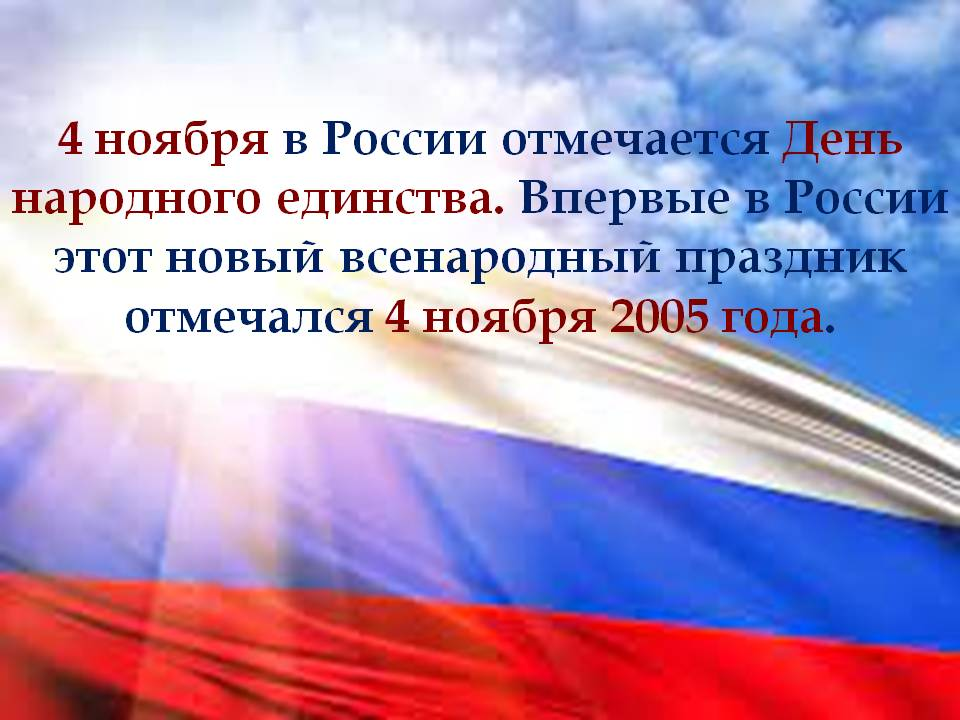 4 ноября в России отмечается День
народного единства. Впервые в России
этот новый всенародный праздник
отмечался 4 ноября 2005 года.